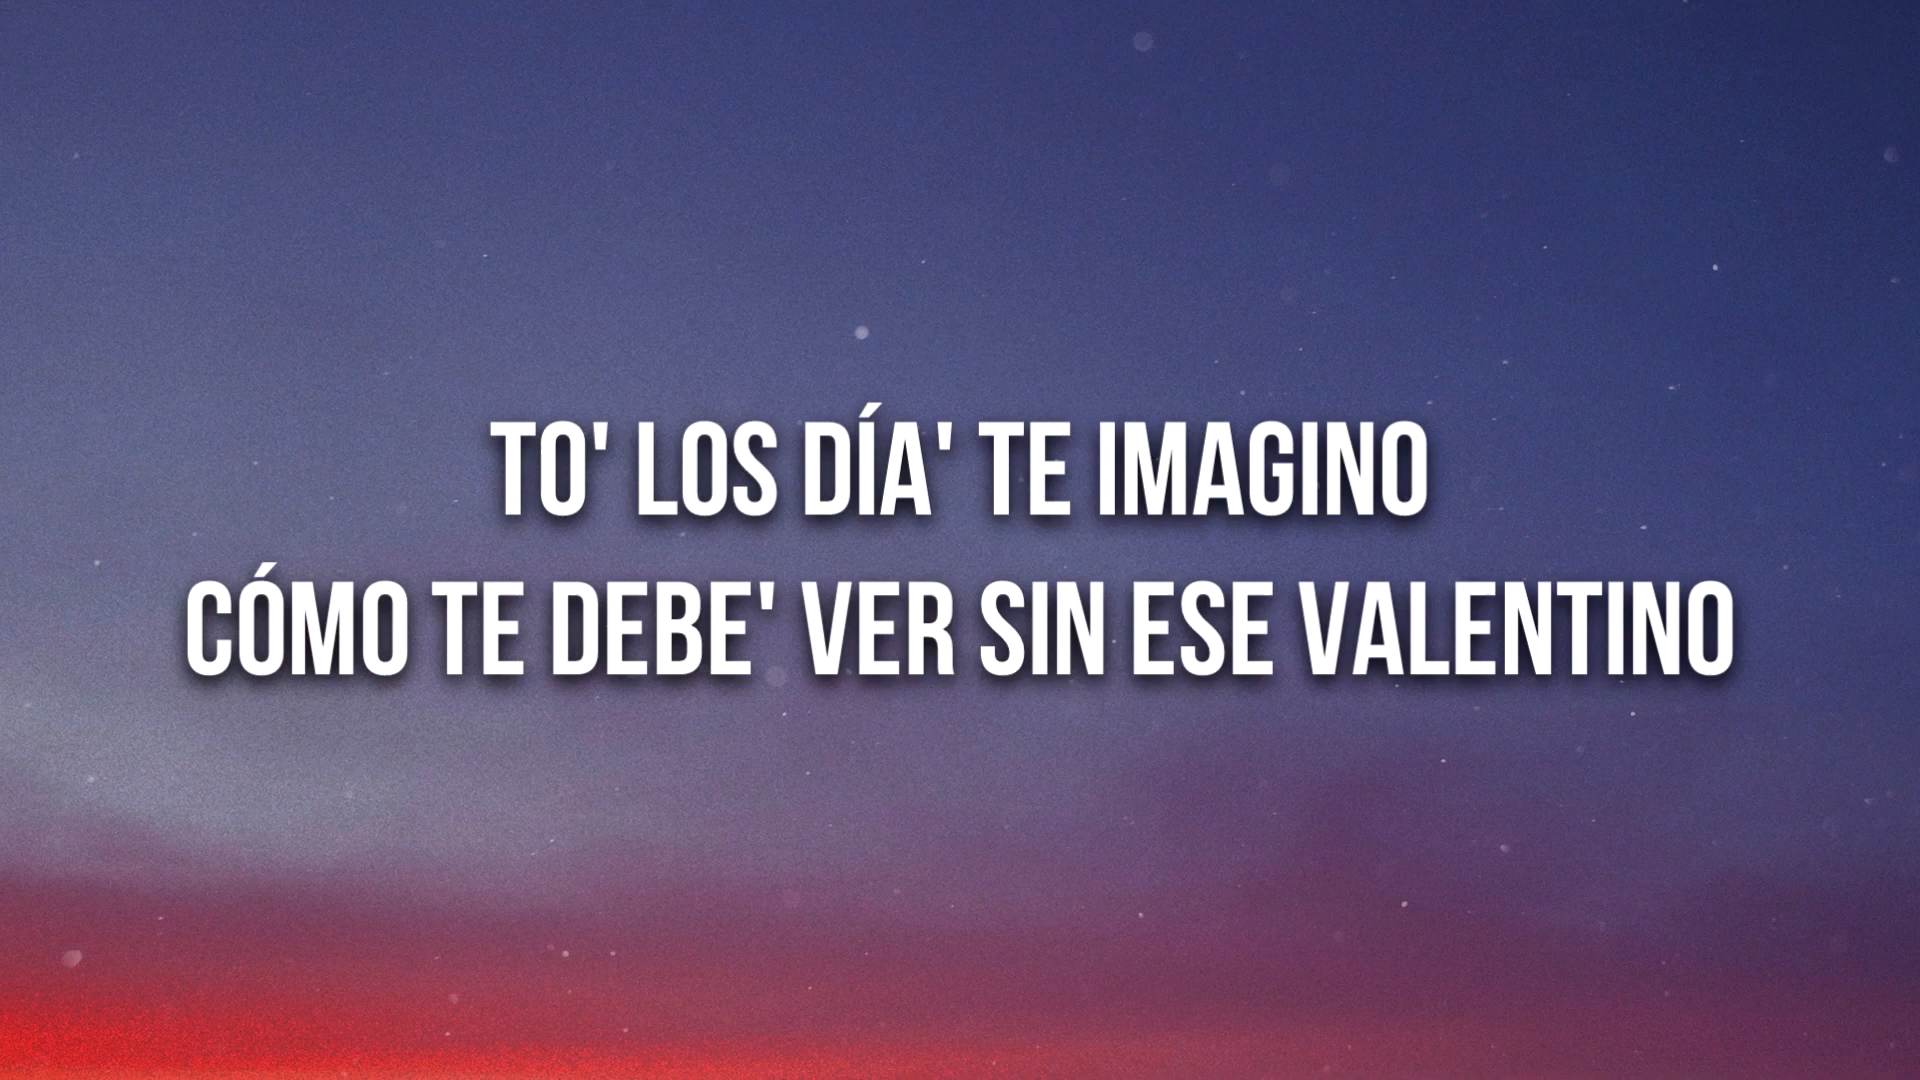 TO' LOS DÍA' TE IMAGINO
CÓMO TE DEBE' VER SIN ESE VALENTINO